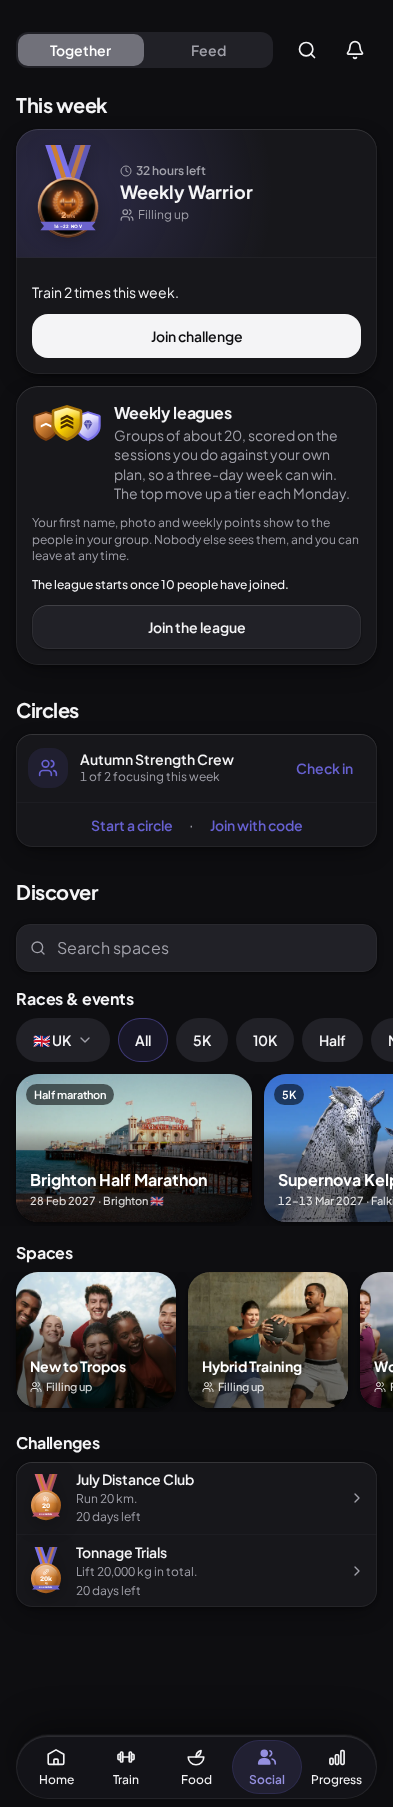 Together
Feed
This week
32 hours left
Weekly Warrior
Filling up
Train 2 times this week.
Join challenge
Weekly leagues
Groups of about 20, scored on the
sessions you do against your own
plan, so a three-day week can win.
The top move up a tier each Monday.
Your first name, photo and weekly points show to the
people in your group. Nobody else sees them, and you can
leave at any time.
The league starts once 10 people have joined.
Join the league
Circles
Autumn Strength Crew
1 of 2 focusing this week
Check in
Start a circle · Join with code
Discover
Search spaces
Races & events
🇬🇧 UK
All
5K
10K
Half
Half marathon
Brighton Half Marathon
28 Feb 2027 · Brighton 🇬🇧
5K
Supernova Kelp
12–13 Mar 2027 · Falk
Spaces
New to Tropos
Filling up
Hybrid Training
Filling up
Challenges
July Distance Club
Run 20 km.
20 days left
Tonnage Trials
Lift 20,000 kg in total.
20 days left
Home
Train
Food
Social
Progress